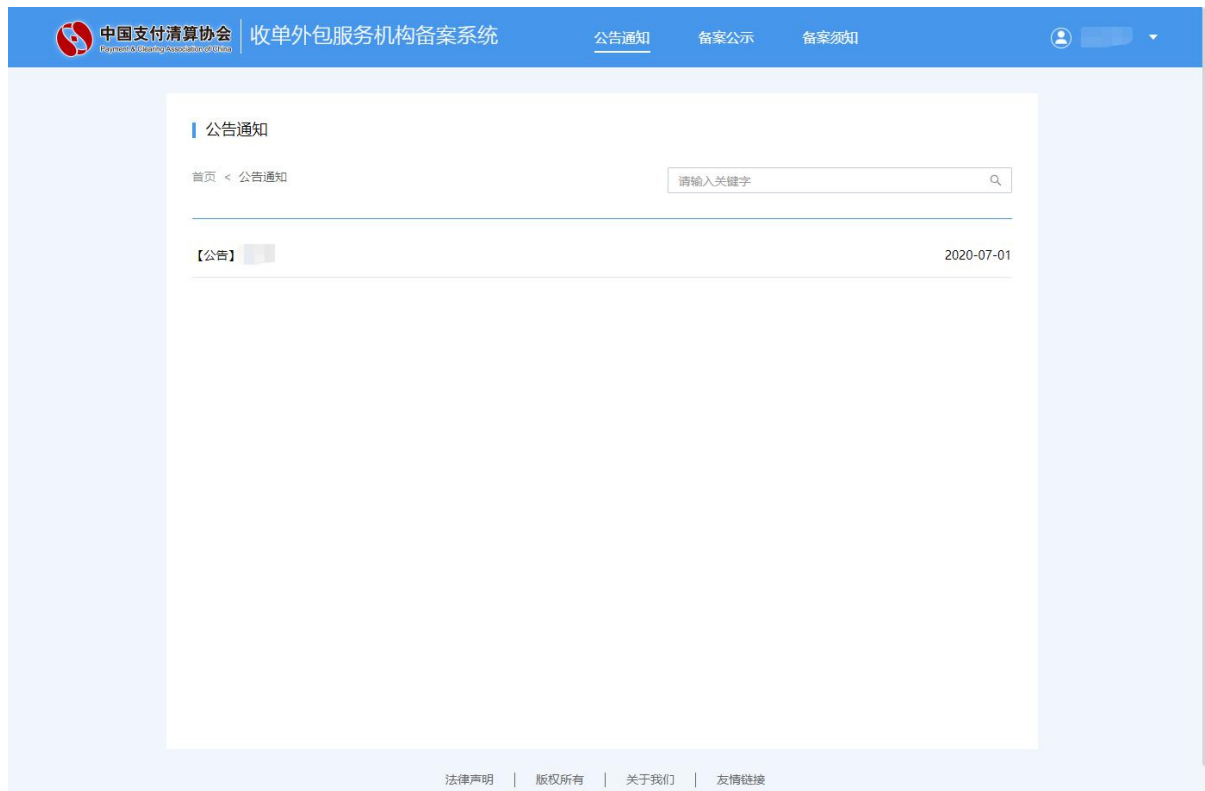 中国支付清算协会
Payment & Clearing Association of China
收单外包服务机构备案系统
公告通知
备案公示
备案须知
公告通知
首页 < 公告通知
请输入关键字
【公告】
2020-07-01
法律声明 | 版权所有 | 关于我们 | 友情链接